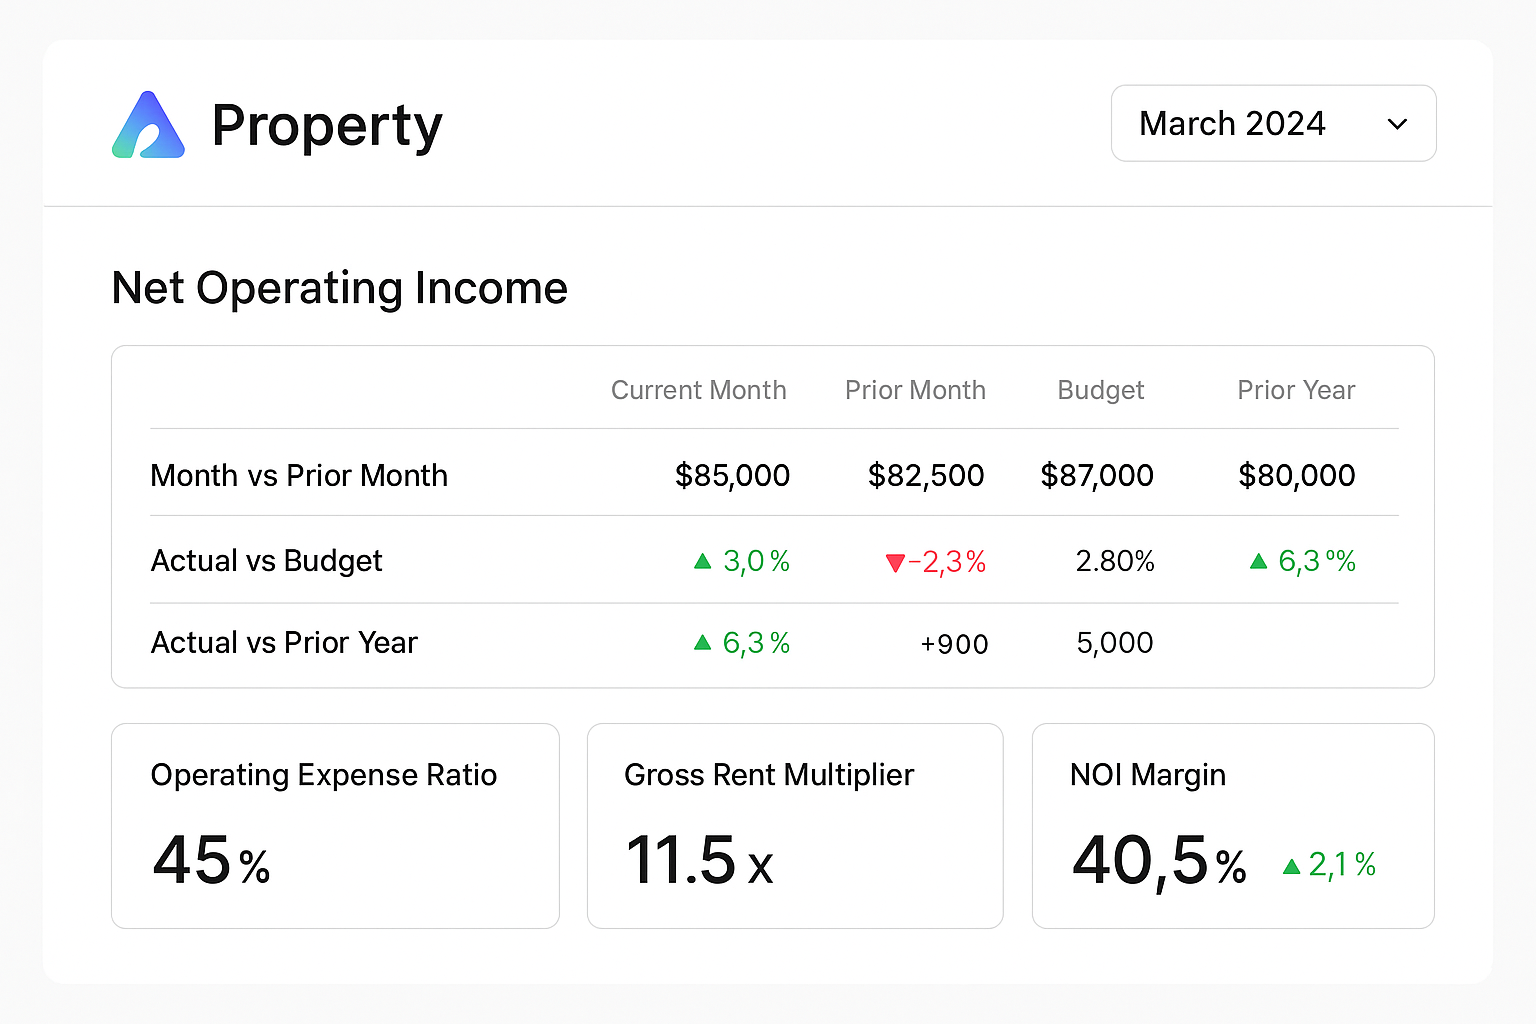 Property
March 2024
Net Operating Income
Current Month Prior Month Budget Prior Year
Month vs Prior Month $85,000 $82,500 $87,000 $80,000
Actual vs Budget ▲ 3,0% ▼−2,3% 2.80% ▲ 6,3°%
Actual vs Prior Year ▲ 6,3% +900 5,000
Operating Expense Ratio
45%
Gross Rent Multiplier
11.5 x
NOI Margin
40,5% ▲ 2,1%